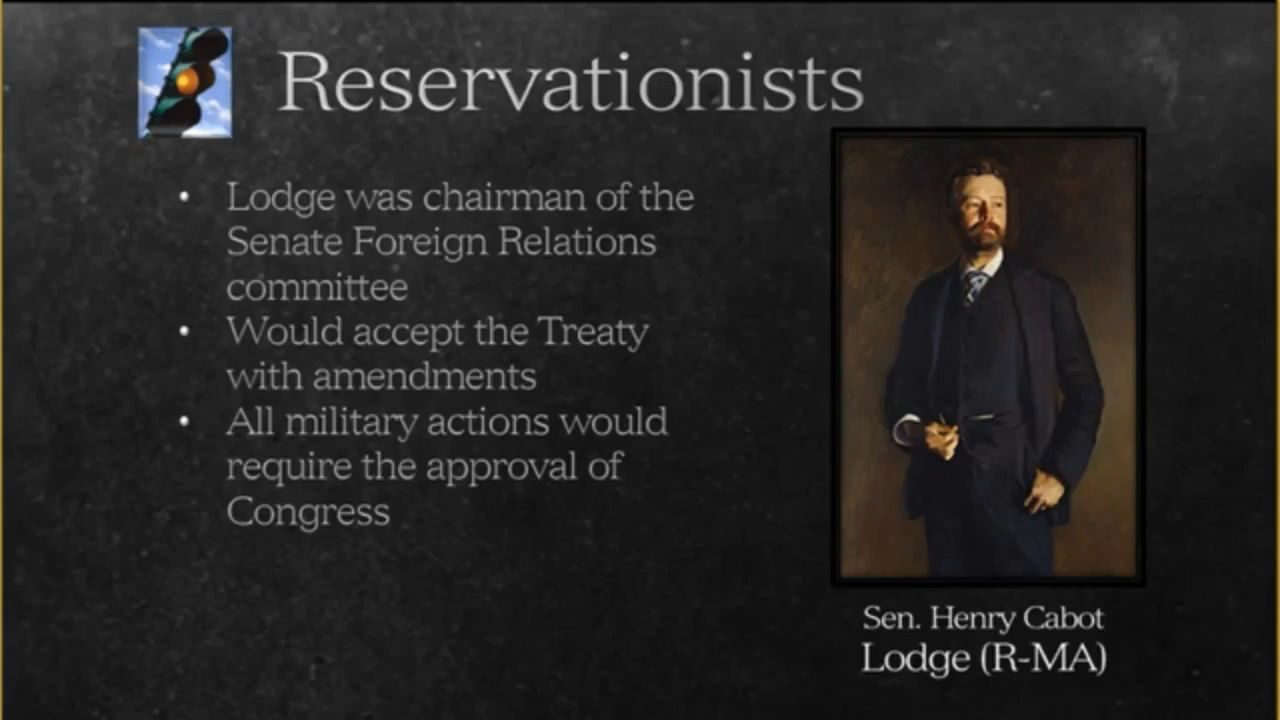 Reservationists
• Lodge was chairman of the
Senate Foreign Relations
committee
• Would accept the Treaty
with amendments
• All military actions would
require the approval of
Congress
Sen. Henry Cabot
Lodge (R-MA)